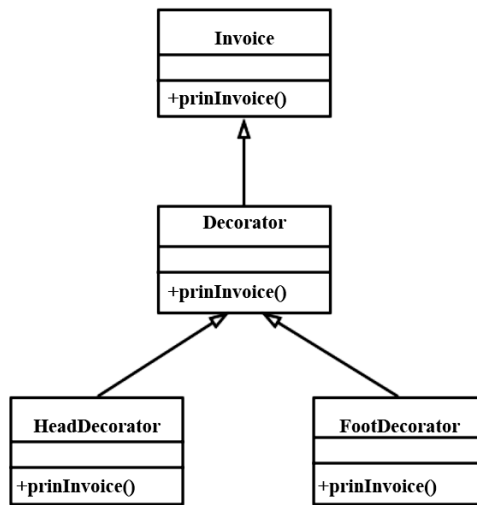 Invoice
+prinInvoice()
Decorator
+prinInvoice()
HeadDecorator
+prinInvoice()
FootDecorator
+prinInvoice()